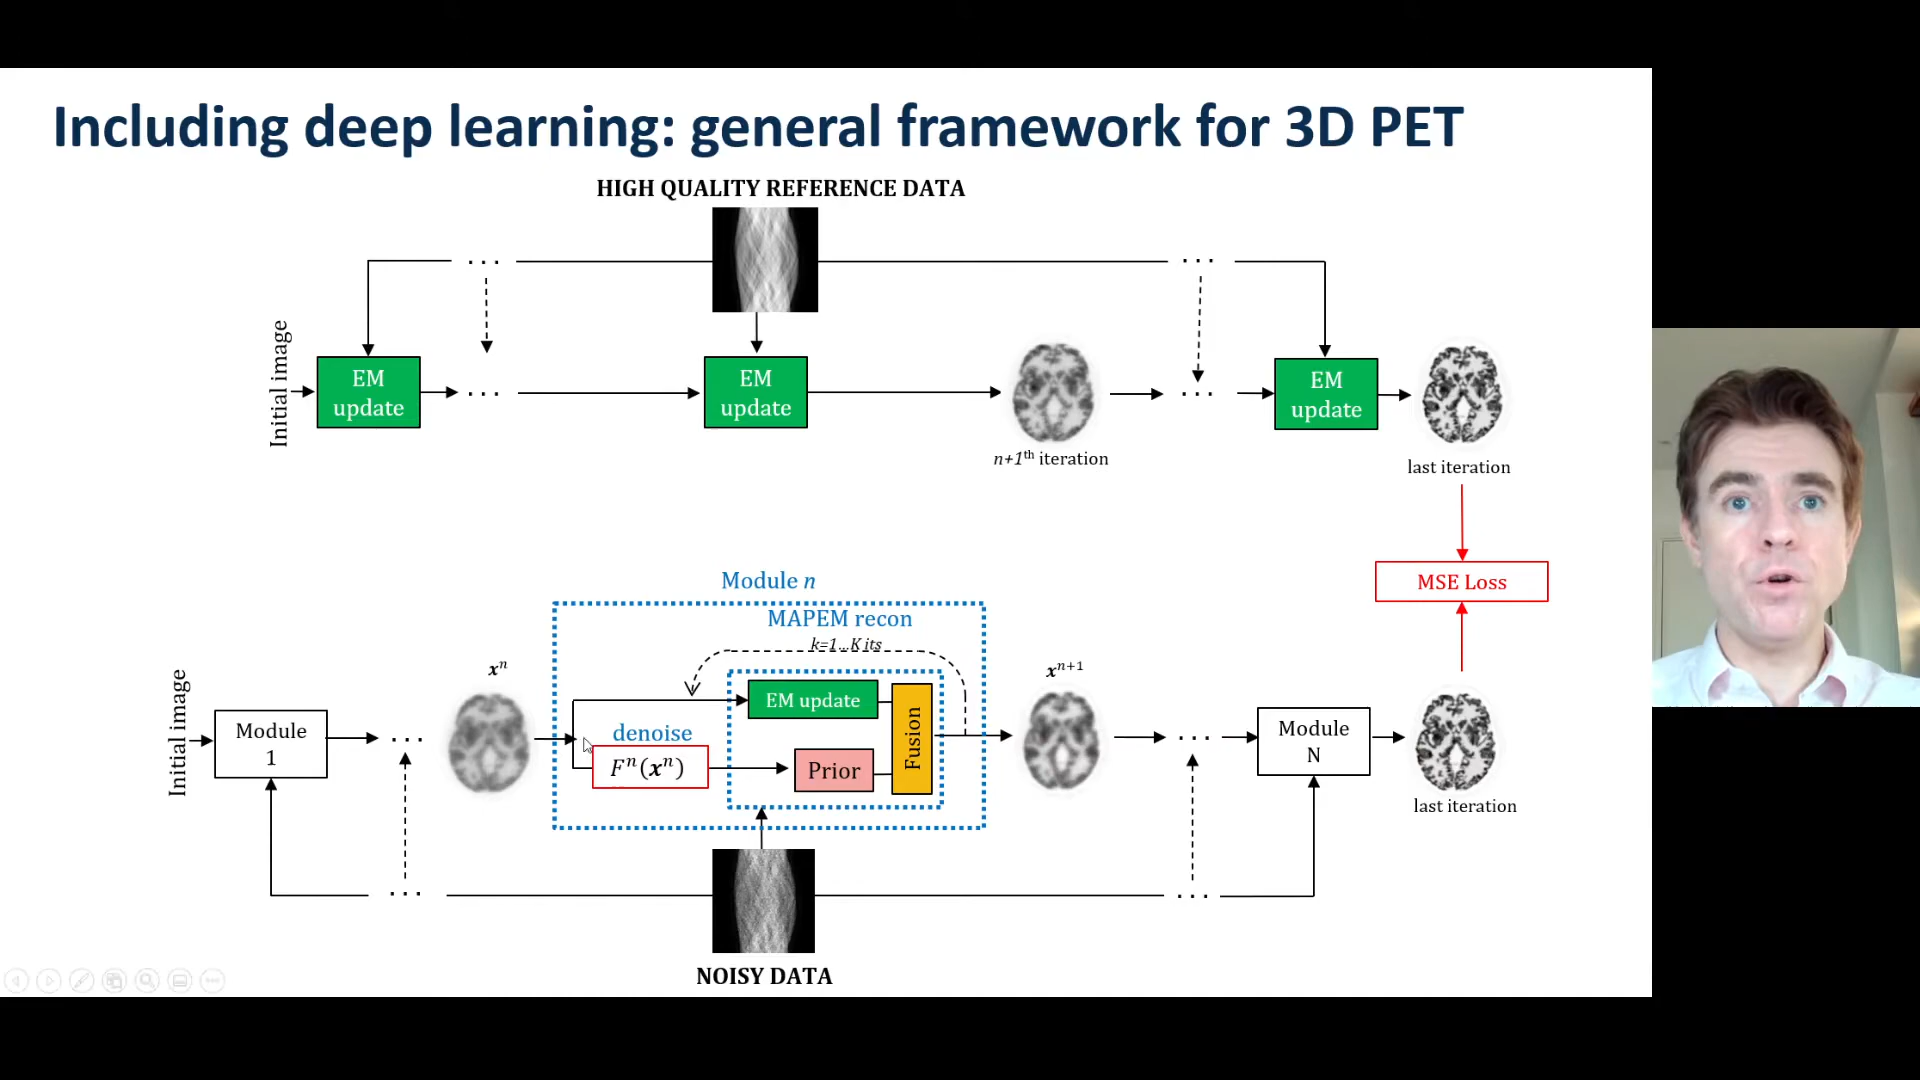 Including deep learning: general framework for 3D PET
HIGH QUALITY REFERENCE DATA
. . .
. . .
Initial image
EM
update
. . .
EM
update
n+1th iteration
. . .
EM
update
last iteration
MSE Loss
Module n
MAPEM recon
k=1...K its
Initial image
Module
1
. . .
xⁿ
denoise
Fⁿ(xⁿ)
EM update
Prior
Fusion
xⁿ⁺¹
. . .
Module
N
last iteration
. . .
. . .
NOISY DATA